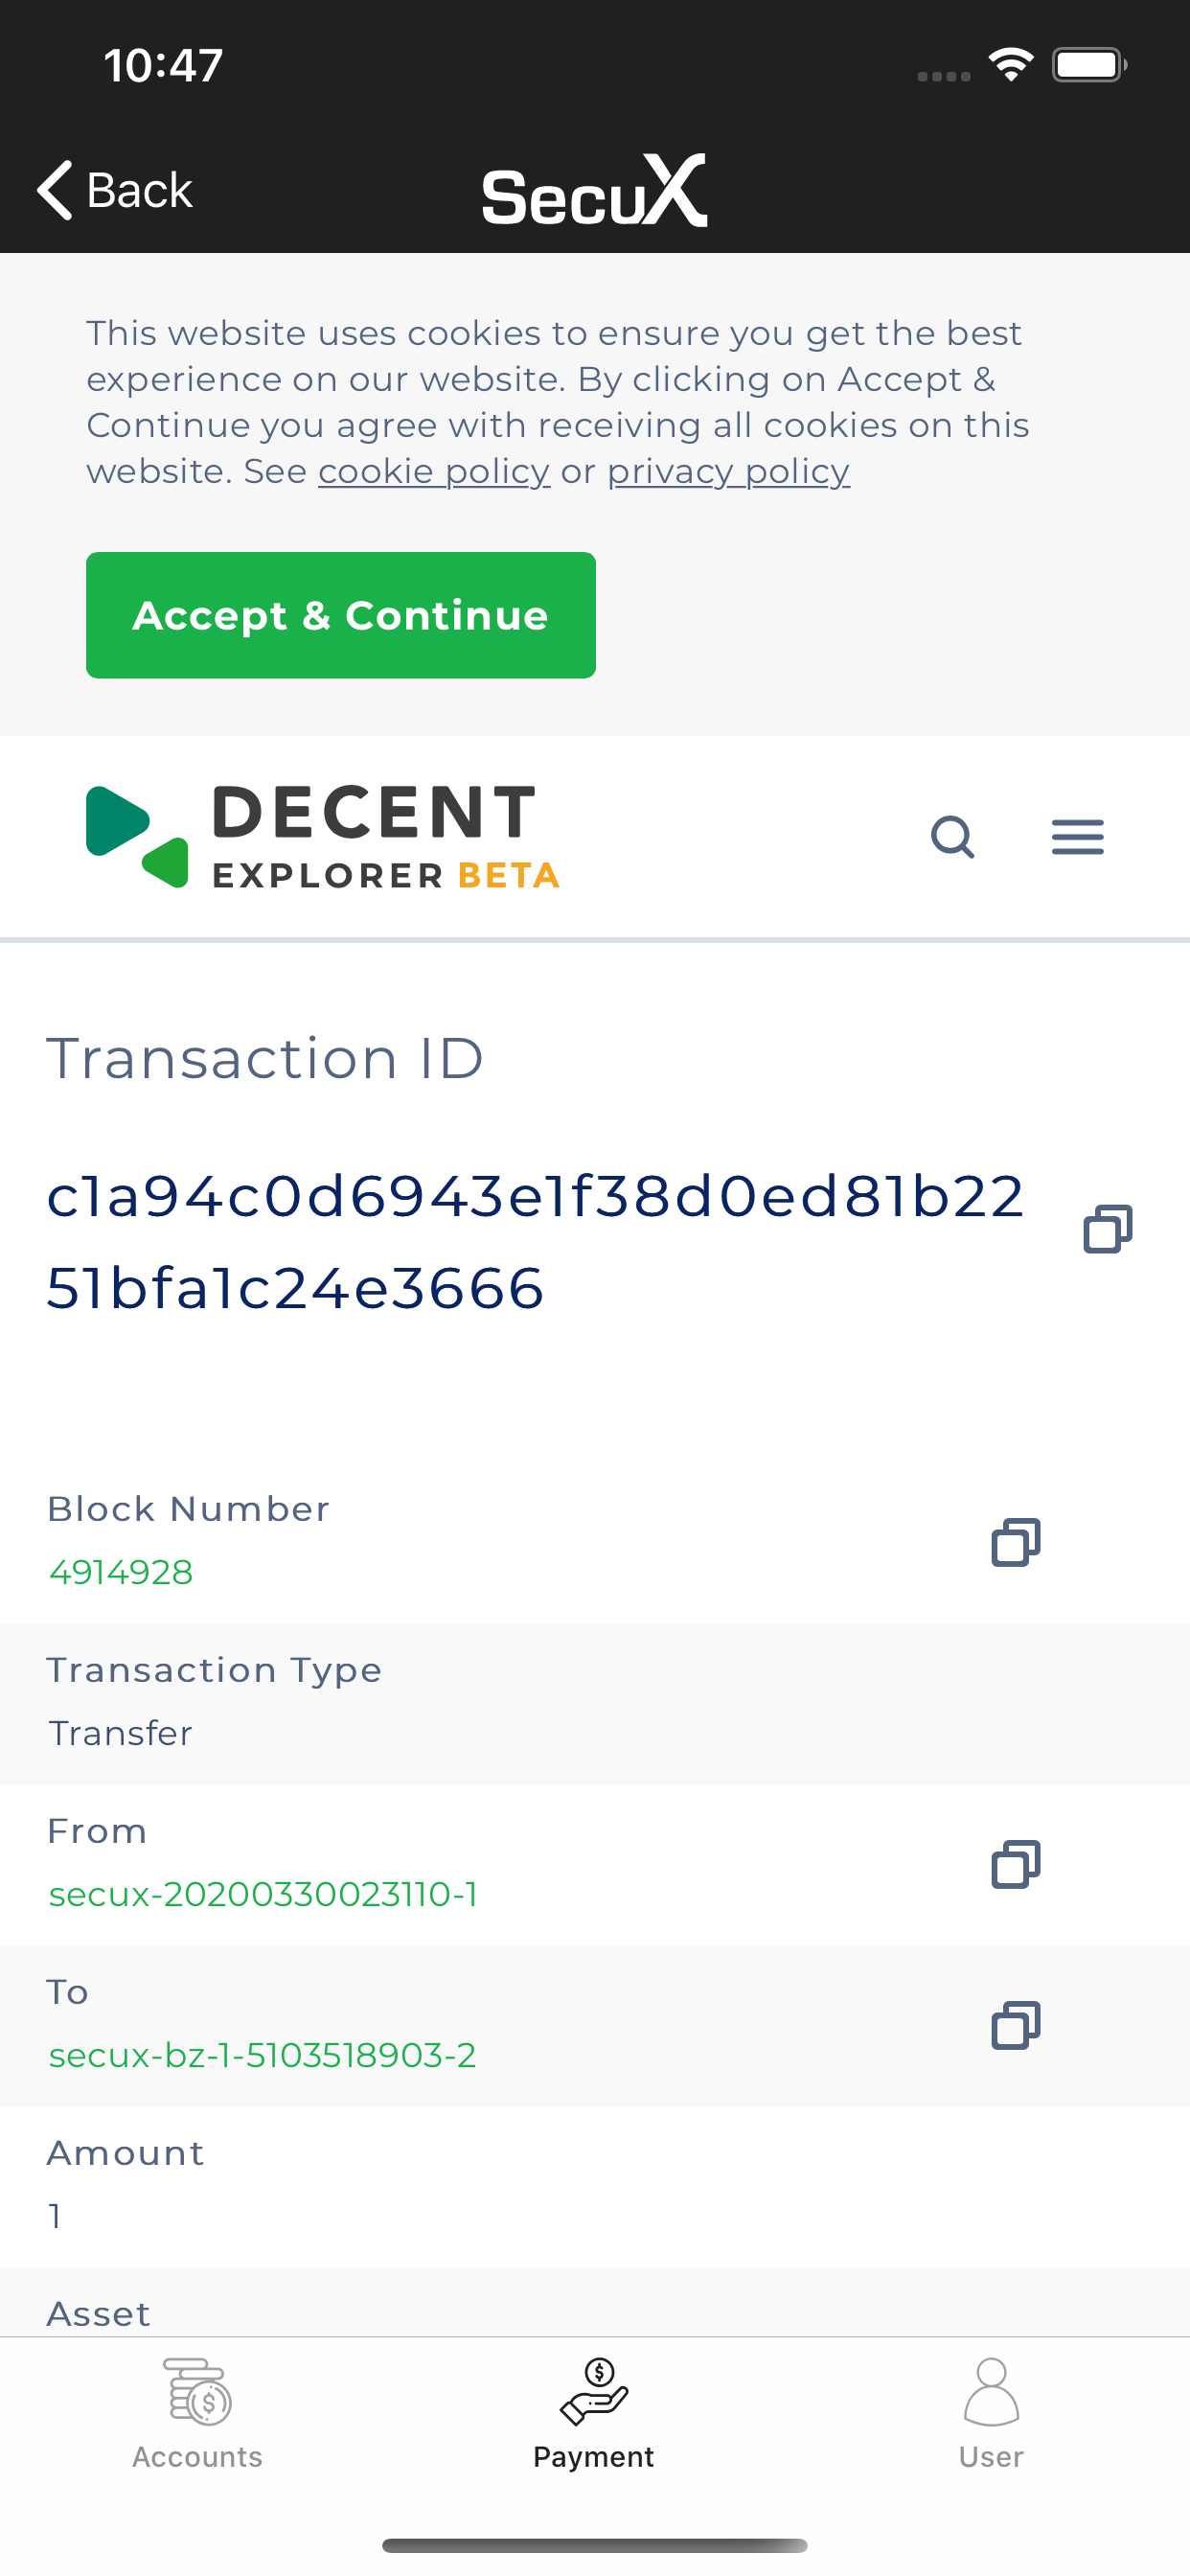 10:47
Back
SecuX
This website uses cookies to ensure you get the best
experience on our website. By clicking on Accept &
Continue you agree with receiving all cookies on this
website. See cookie policy or privacy policy
Accept & Continue
DECENT
EXPLORER BETA
Transaction ID
c1a94c0d6943e1f38d0ed81b22
51bfa1c24e3666
Block Number
4914928
Transaction Type
Transfer
From
secux-20200330023110-1
To
secux-bz-1-5103518903-2
Amount
1
Asset
Accounts
Payment
User